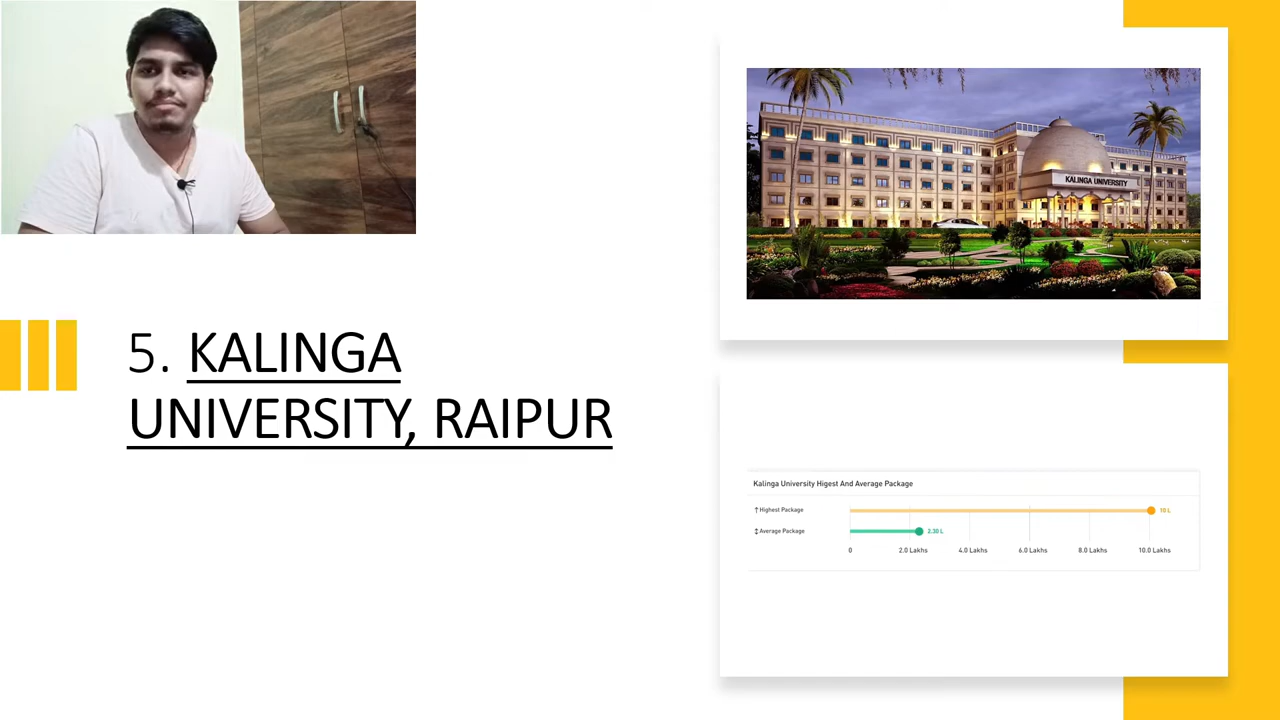 KALINGA UNIVERSITY
5. KALINGA
UNIVERSITY, RAIPUR
Kalinga University Higest And Average Package
Highest Package
10 L
Average Package
2.30 L
0 2.0 Lakhs 4.0 Lakhs 6.0 Lakhs 8.0 Lakhs 10.0 Lakhs